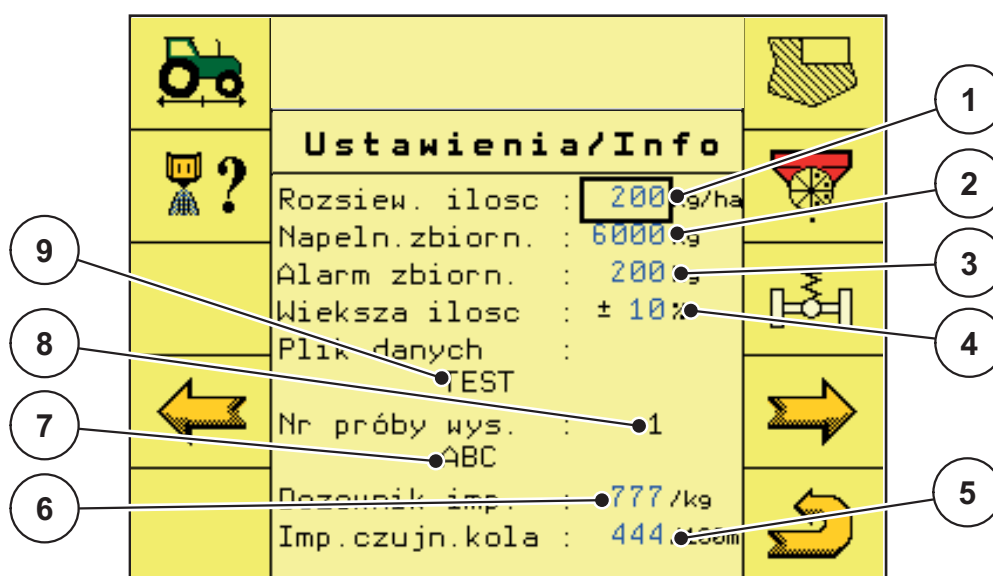 Ustawienia/Info
Rozsiew. ilosc : 200 kg/ha
Napeln.zbiorn. : 6000 kg
Alarm zbiorn. : 200 kg
Wieksza ilosc : ± 10 %
Plik danych :
TEST
Nr próby wys. : 1
ABC
Dozownik imp. : 777 /kg
Imp.czujn.kola : 444 /100m
?
1
2
3
4
5
6
7
8
9